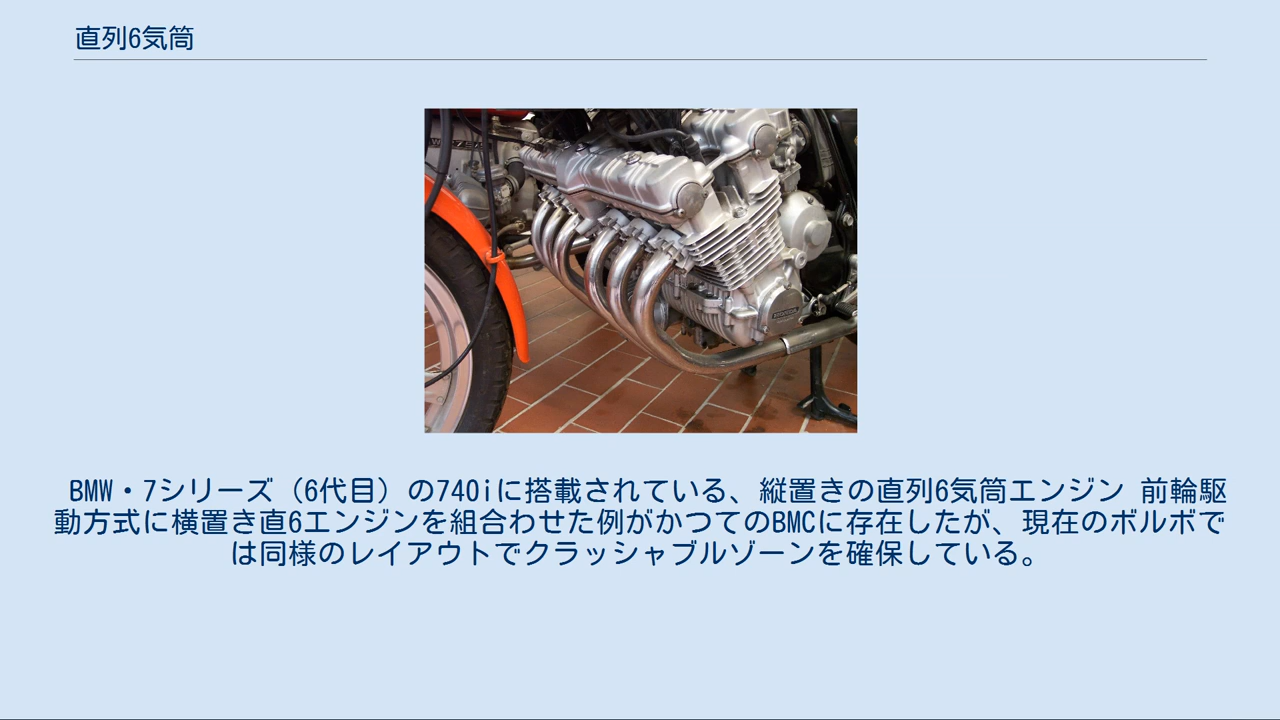 直列6気筒
HONDA
BMW・7シリーズ（6代目）の740iに搭載されている、縦置きの直列6気筒エンジン 前輪駆
動方式に横置き直6エンジンを組合わせた例がかつてのBMCに存在したが、現在のボルボで
は同様のレイアウトでクラッシャブルゾーンを確保している。